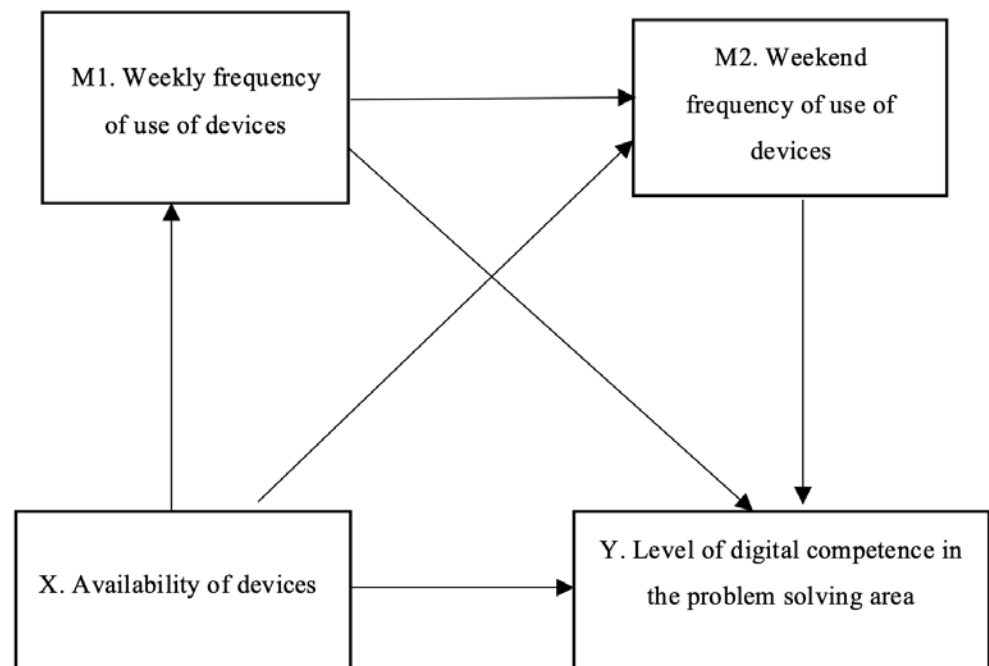 M1. Weekly frequency
of use of devices
M2. Weekend
frequency of use of
devices
X. Availability of devices
Y. Level of digital competence in
the problem solving area